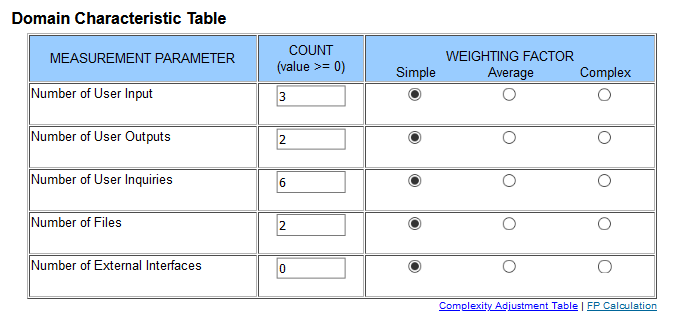 Domain Characteristic Table
MEASUREMENT PARAMETER
COUNT
(value >= 0)
WEIGHTING FACTOR
Simple Average Complex
Number of User Input 3
Number of User Outputs 2
Number of User Inquiries 6
Number of Files 2
Number of External Interfaces 0
Complexity Adjustment Table | FP Calculation